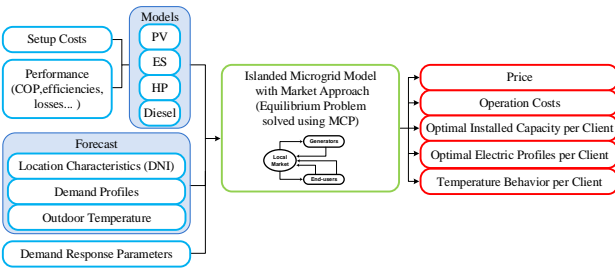 Models
Setup Costs
Performance
(COP,efficiencies,
losses... )
PV
ES
HP
Diesel
Forecast
Location Characteristics (DNI)
Demand Profiles
Outdoor Temperature
Demand Response Parameters
Islanded Microgrid Model
with Market Approach
(Equilibrium Problem
solved using MCP)
Generators
Local
Market
End-users
Price
Operation Costs
Optimal Installed Capacity per Client
Optimal Electric Profiles per Client
Temperature Behavior per Client